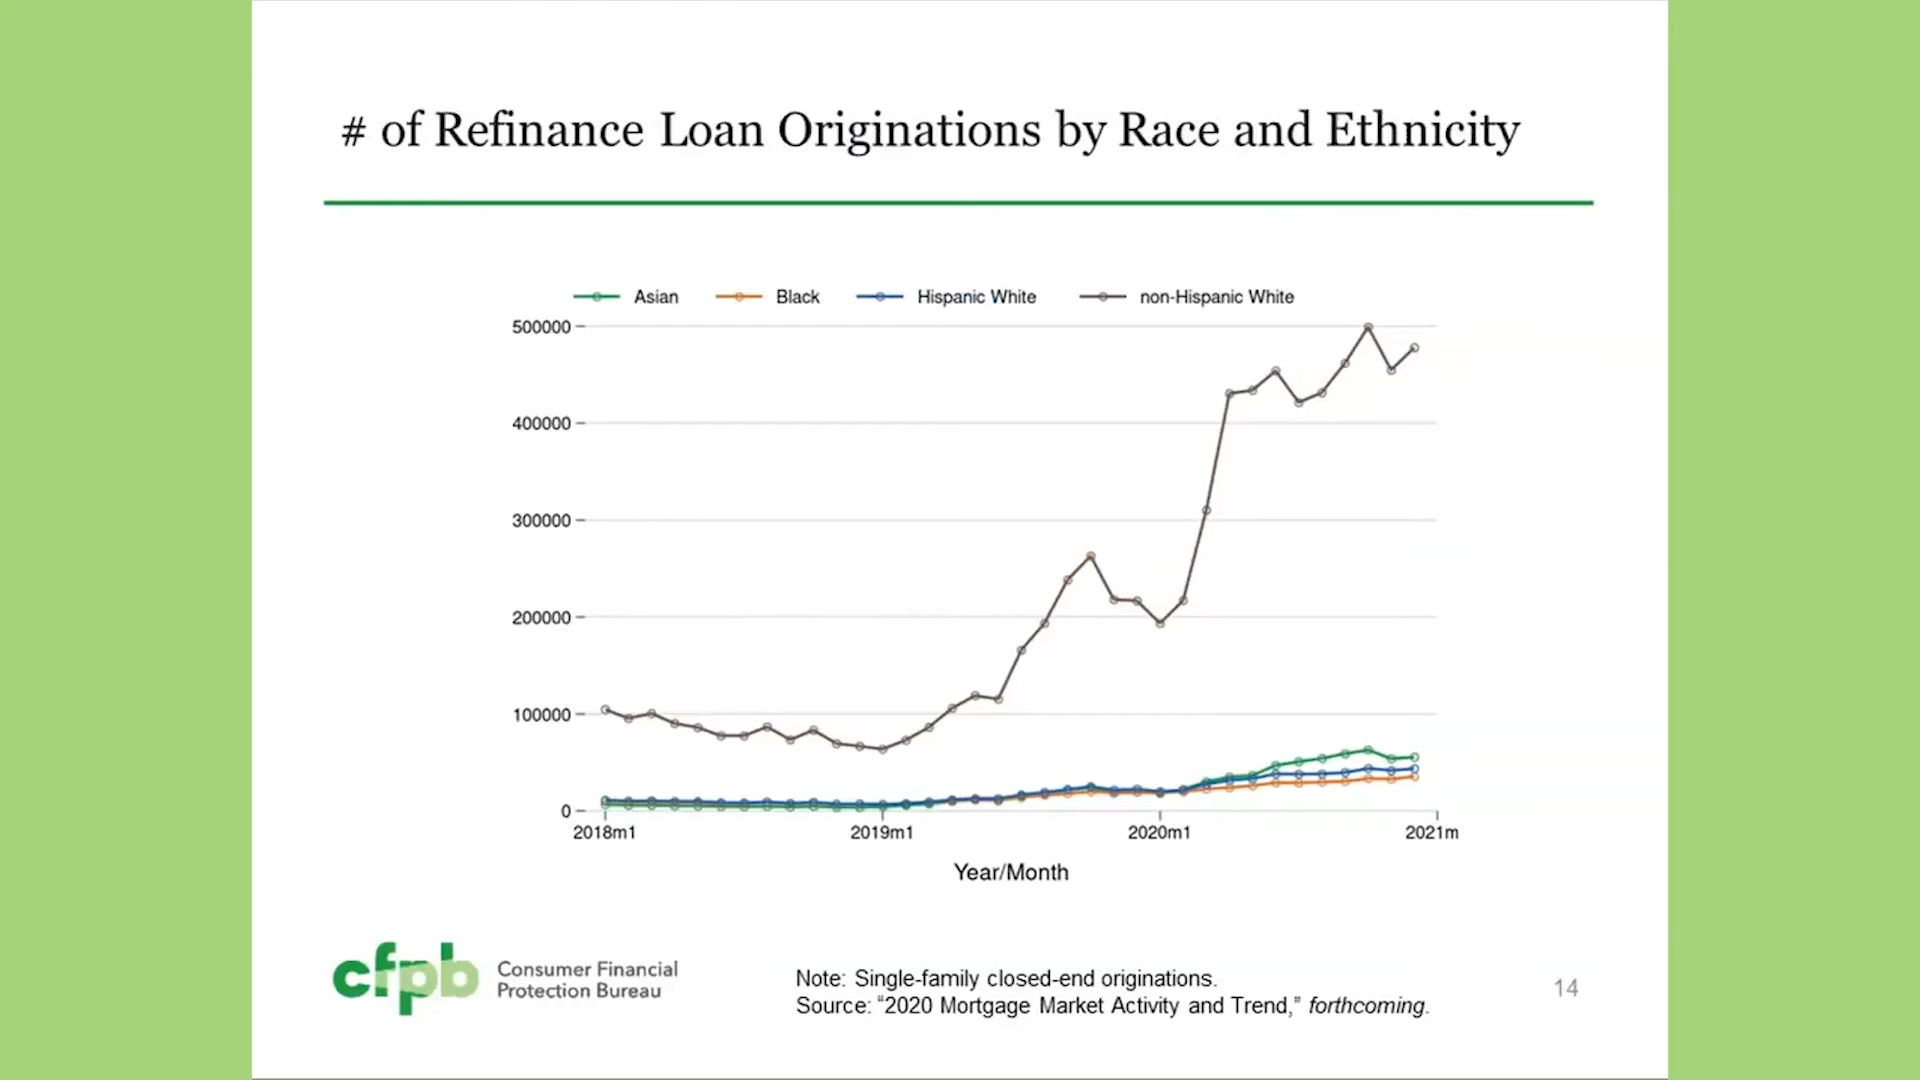 # of Refinance Loan Originations by Race and Ethnicity
Asian Black Hispanic White non-Hispanic White
500000
400000
300000
200000
100000
0
2018m1 2019m1 2020m1 2021m
Year/Month
cfpb
Consumer Financial
Protection Bureau
Note: Single-family closed-end originations.
Source: “2020 Mortgage Market Activity and Trend,” forthcoming.
14